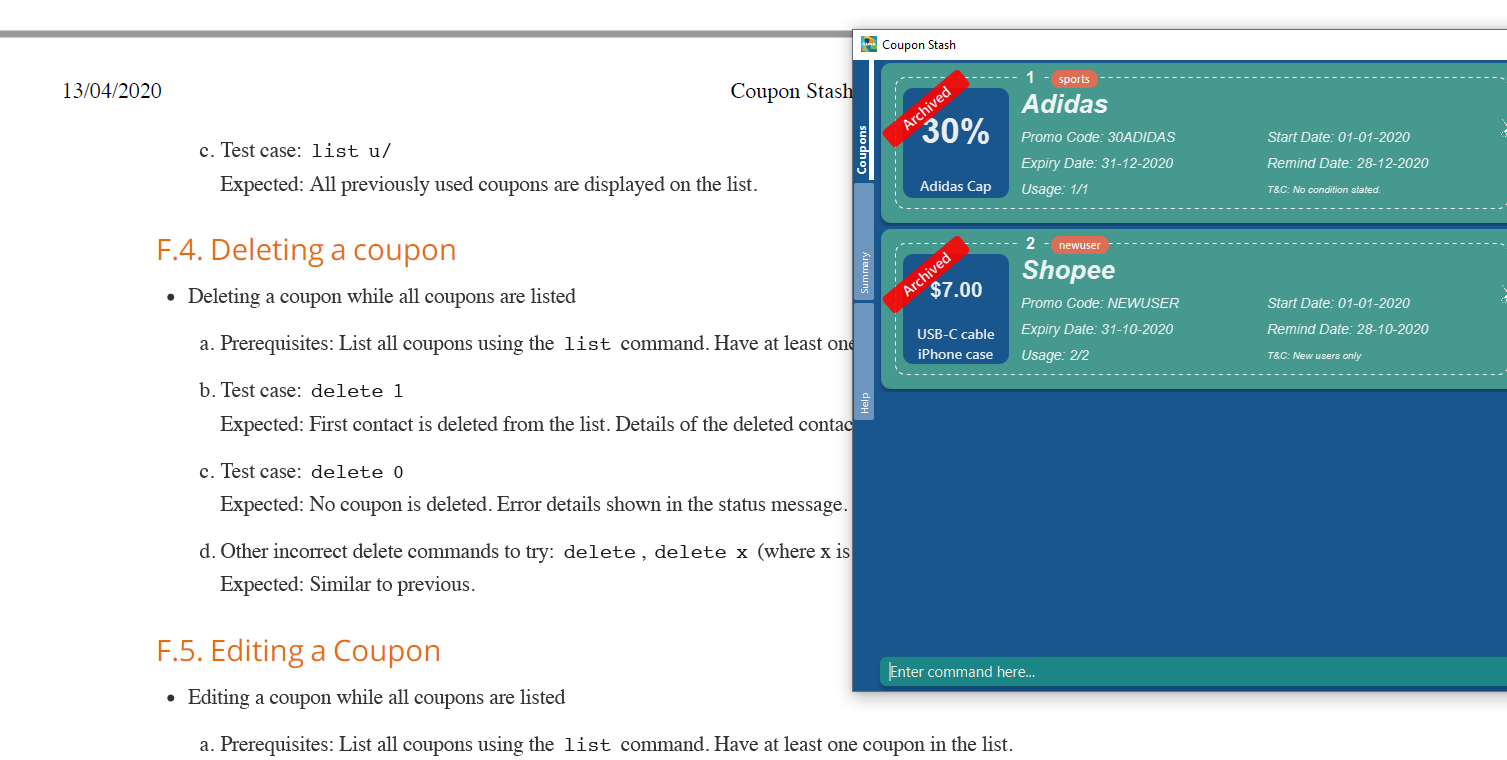 13/04/2020
Coupon Stash
c. Test case: list u/
Expected: All previously used coupons are displayed on the list.
F.4. Deleting a coupon
• Deleting a coupon while all coupons are listed
a. Prerequisites: List all coupons using the list command. Have at least one
b. Test case: delete 1
Expected: First contact is deleted from the list. Details of the deleted contac
c. Test case: delete 0
Expected: No coupon is deleted. Error details shown in the status message.
d. Other incorrect delete commands to try: delete, delete x (where x is
Expected: Similar to previous.
F.5. Editing a Coupon
• Editing a coupon while all coupons are listed
a. Prerequisites: List all coupons using the list command. Have at least one coupon in the list.
Coupon Stash
Coupons
Summary
Help
Archived
30%
Adidas Cap
1 sports
Adidas
Promo Code: 30ADIDAS Start Date: 01-01-2020
Expiry Date: 31-12-2020 Remind Date: 28-12-2020
Usage: 1/1 T&C: No condition stated.
Archived
$7.00
USB-C cable
iPhone case
2 newuser
Shopee
Promo Code: NEWUSER Start Date: 01-01-2020
Expiry Date: 31-10-2020 Remind Date: 28-10-2020
Usage: 2/2 T&C: New users only
Enter command here...